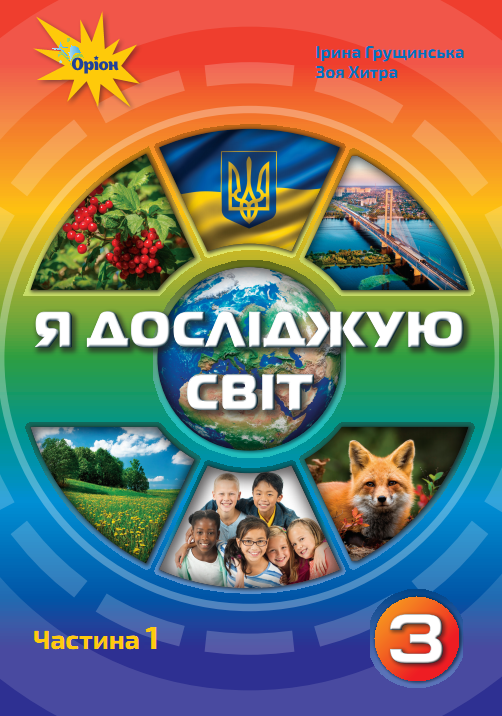 Оріон
Ірина Грущинська
Зоя Хитра
Я ДОСЛІДЖУЮ
СВІТ
Частина 1
3